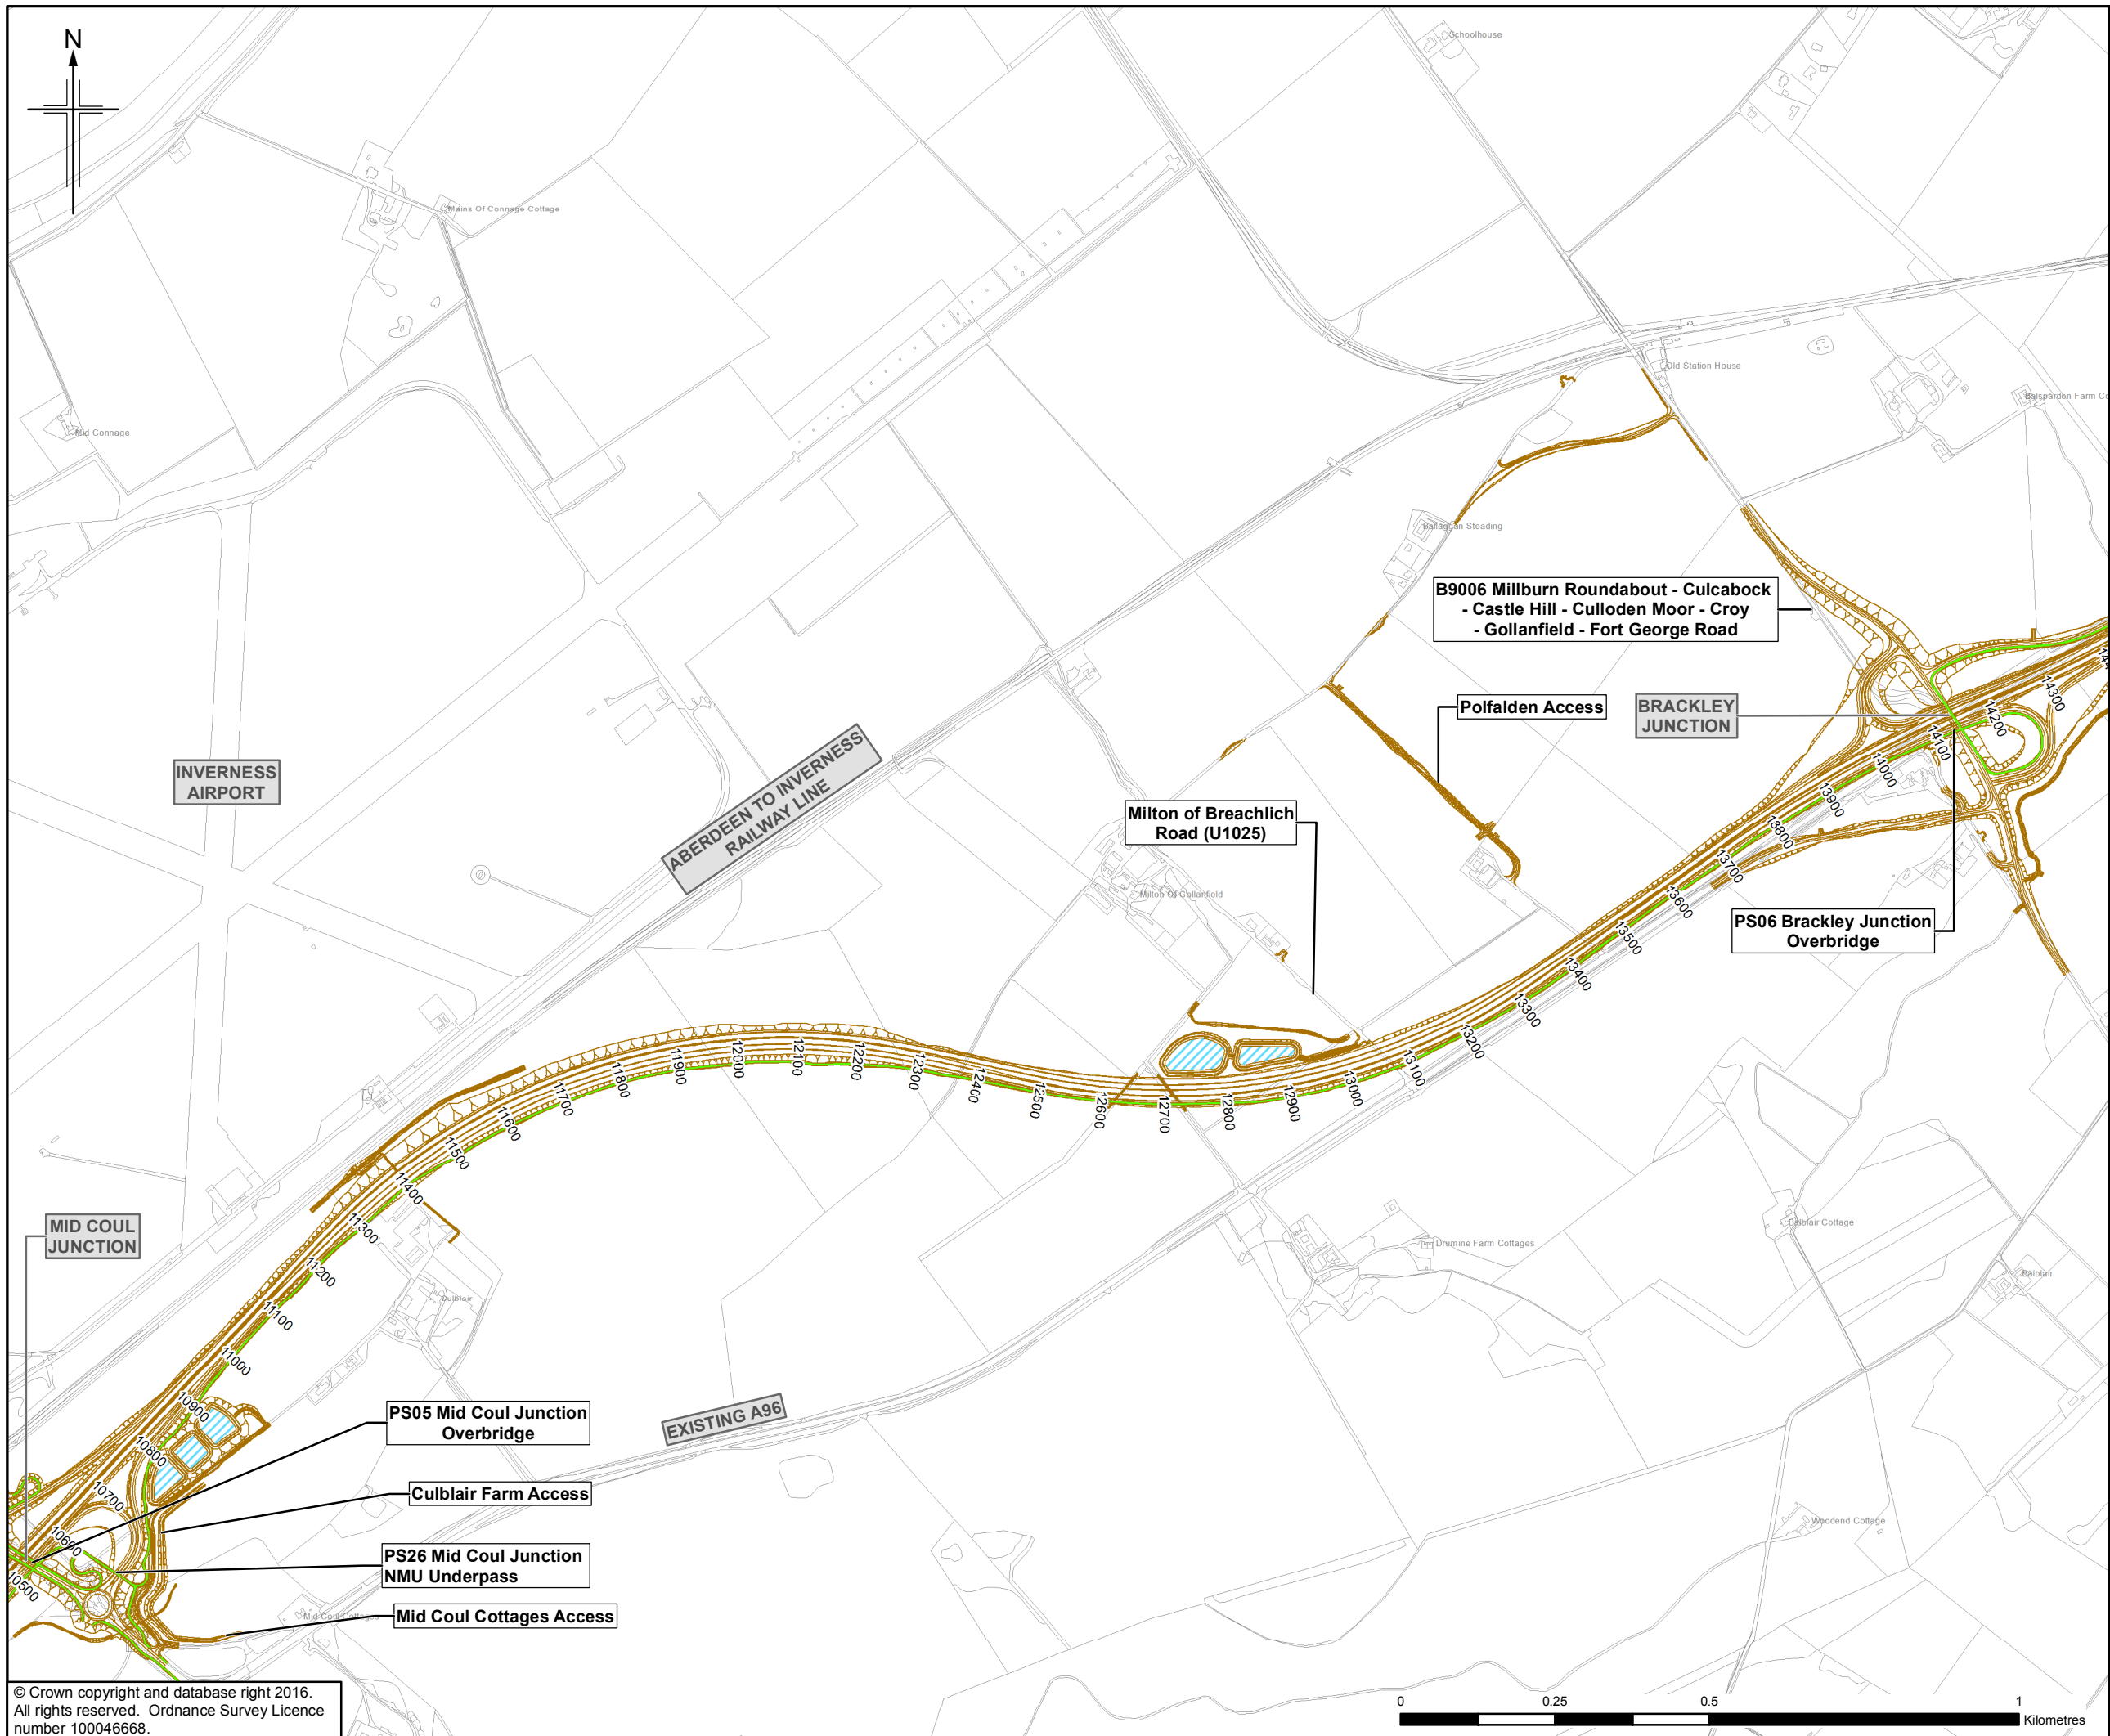 N
Schoolhouse
Mains Of Connage Cottage
Old Station House
Balspardon Farm Co
Mid Connage
Ballaggan Steading
B9006 Millburn Roundabout - Culcabock
- Castle Hill - Culloden Moor - Croy
- Gollanfield - Fort George Road
Polfalden Access
BRACKLEY
JUNCTION
INVERNESS
AIRPORT
ABERDEEN TO INVERNESS
RAILWAY LINE
Milton of Breachlich
Road (U1025)
Milton Of Gollanfield
PS06 Brackley Junction
Overbridge
14300
14200
14100
14000
13900
13800
13700
13600
13500
13400
13300
13200
13100
13000
12900
12800
12700
12600
12500
12400
12300
12200
12100
12000
11900
11800
11700
11600
11500
11400
11300
11200
11100
11000
10900
10800
10700
10600
10500
MID COUL
JUNCTION
Culblair
Drumine Farm Cottages
Balblair Cottage
Balblair
PS05 Mid Coul Junction
Overbridge
EXISTING A96
Culblair Farm Access
Woodend Cottage
PS26 Mid Coul Junction
NMU Underpass
Mid Coul Cottages
Mid Coul Cottages Access
© Crown copyright and database right 2016.
All rights reserved. Ordnance Survey Licence
number 100046668.
0 0.25 0.5 1
Kilometres